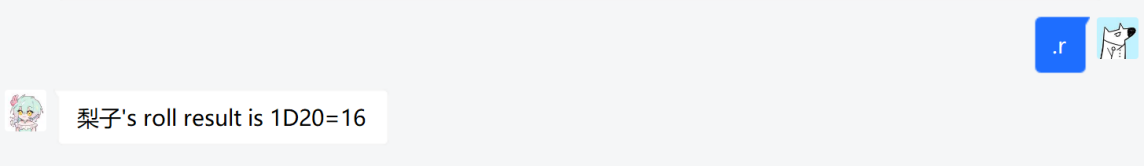 .r
梨子's roll result is 1D20=16